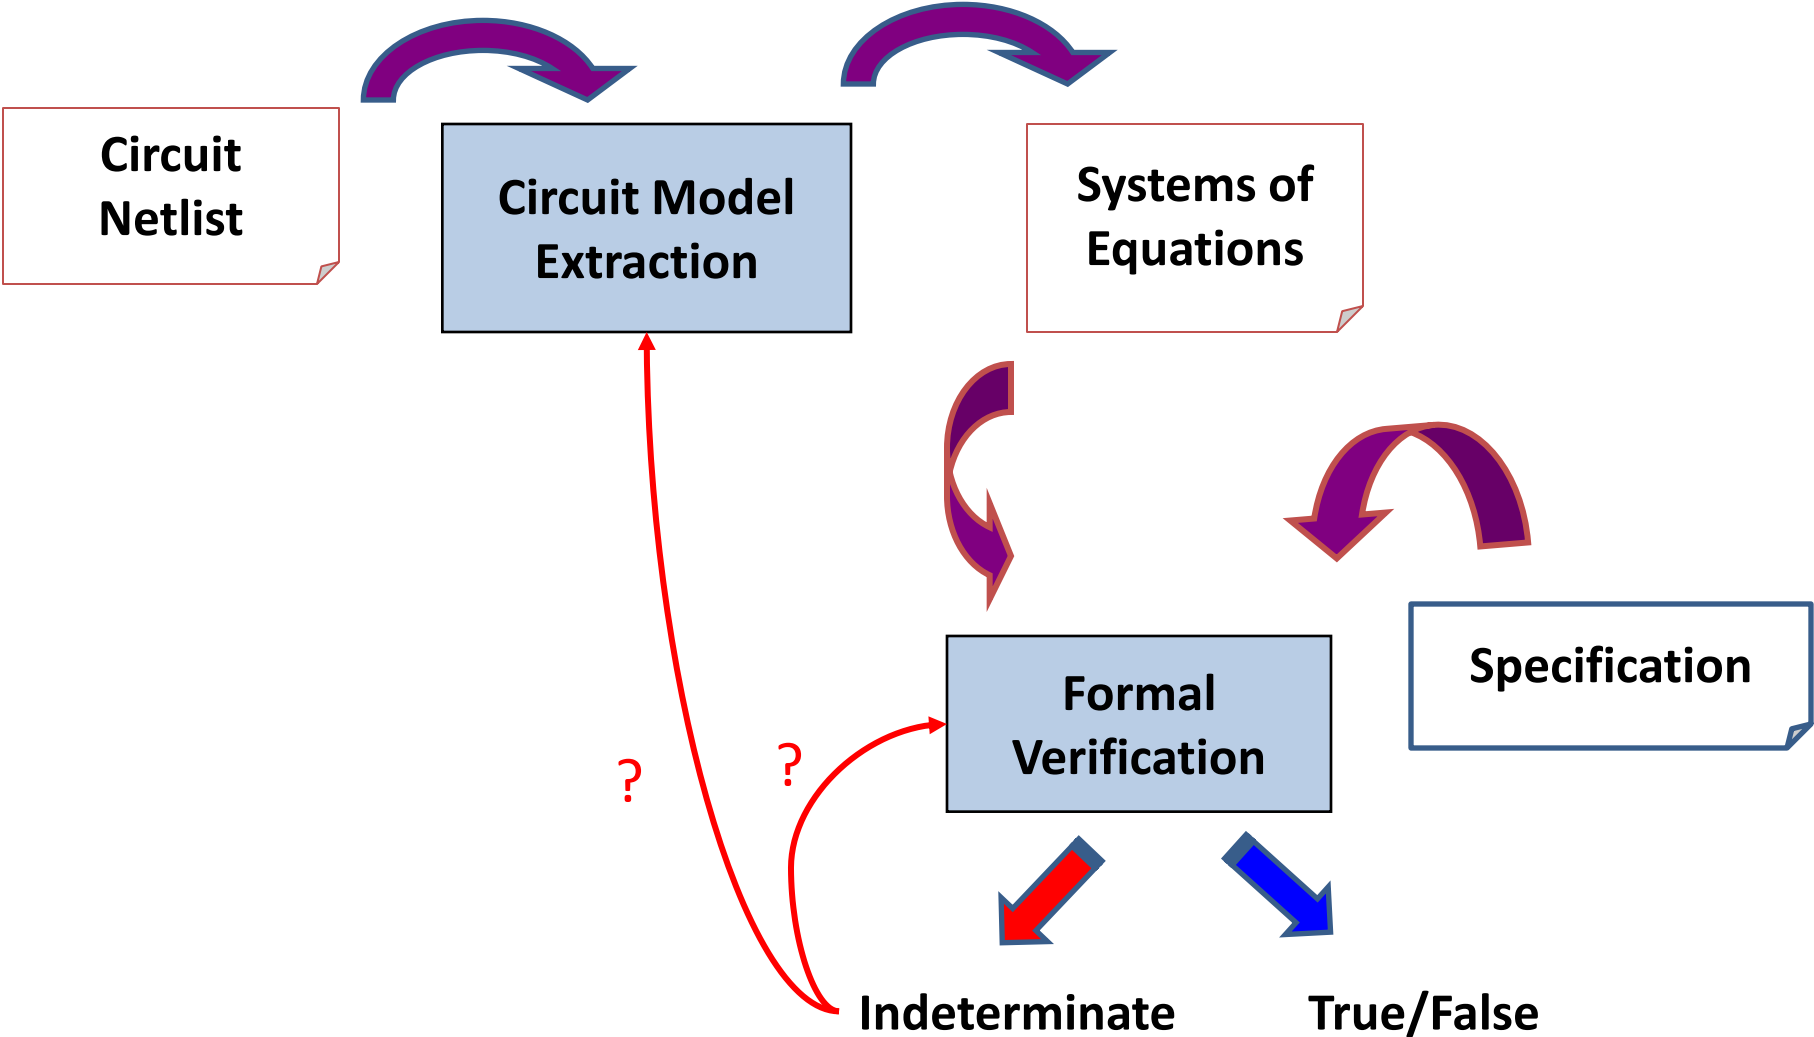 Circuit
Netlist
Circuit Model
Extraction
Systems of
Equations
Specification
Formal
Verification
?
?
Indeterminate
True/False